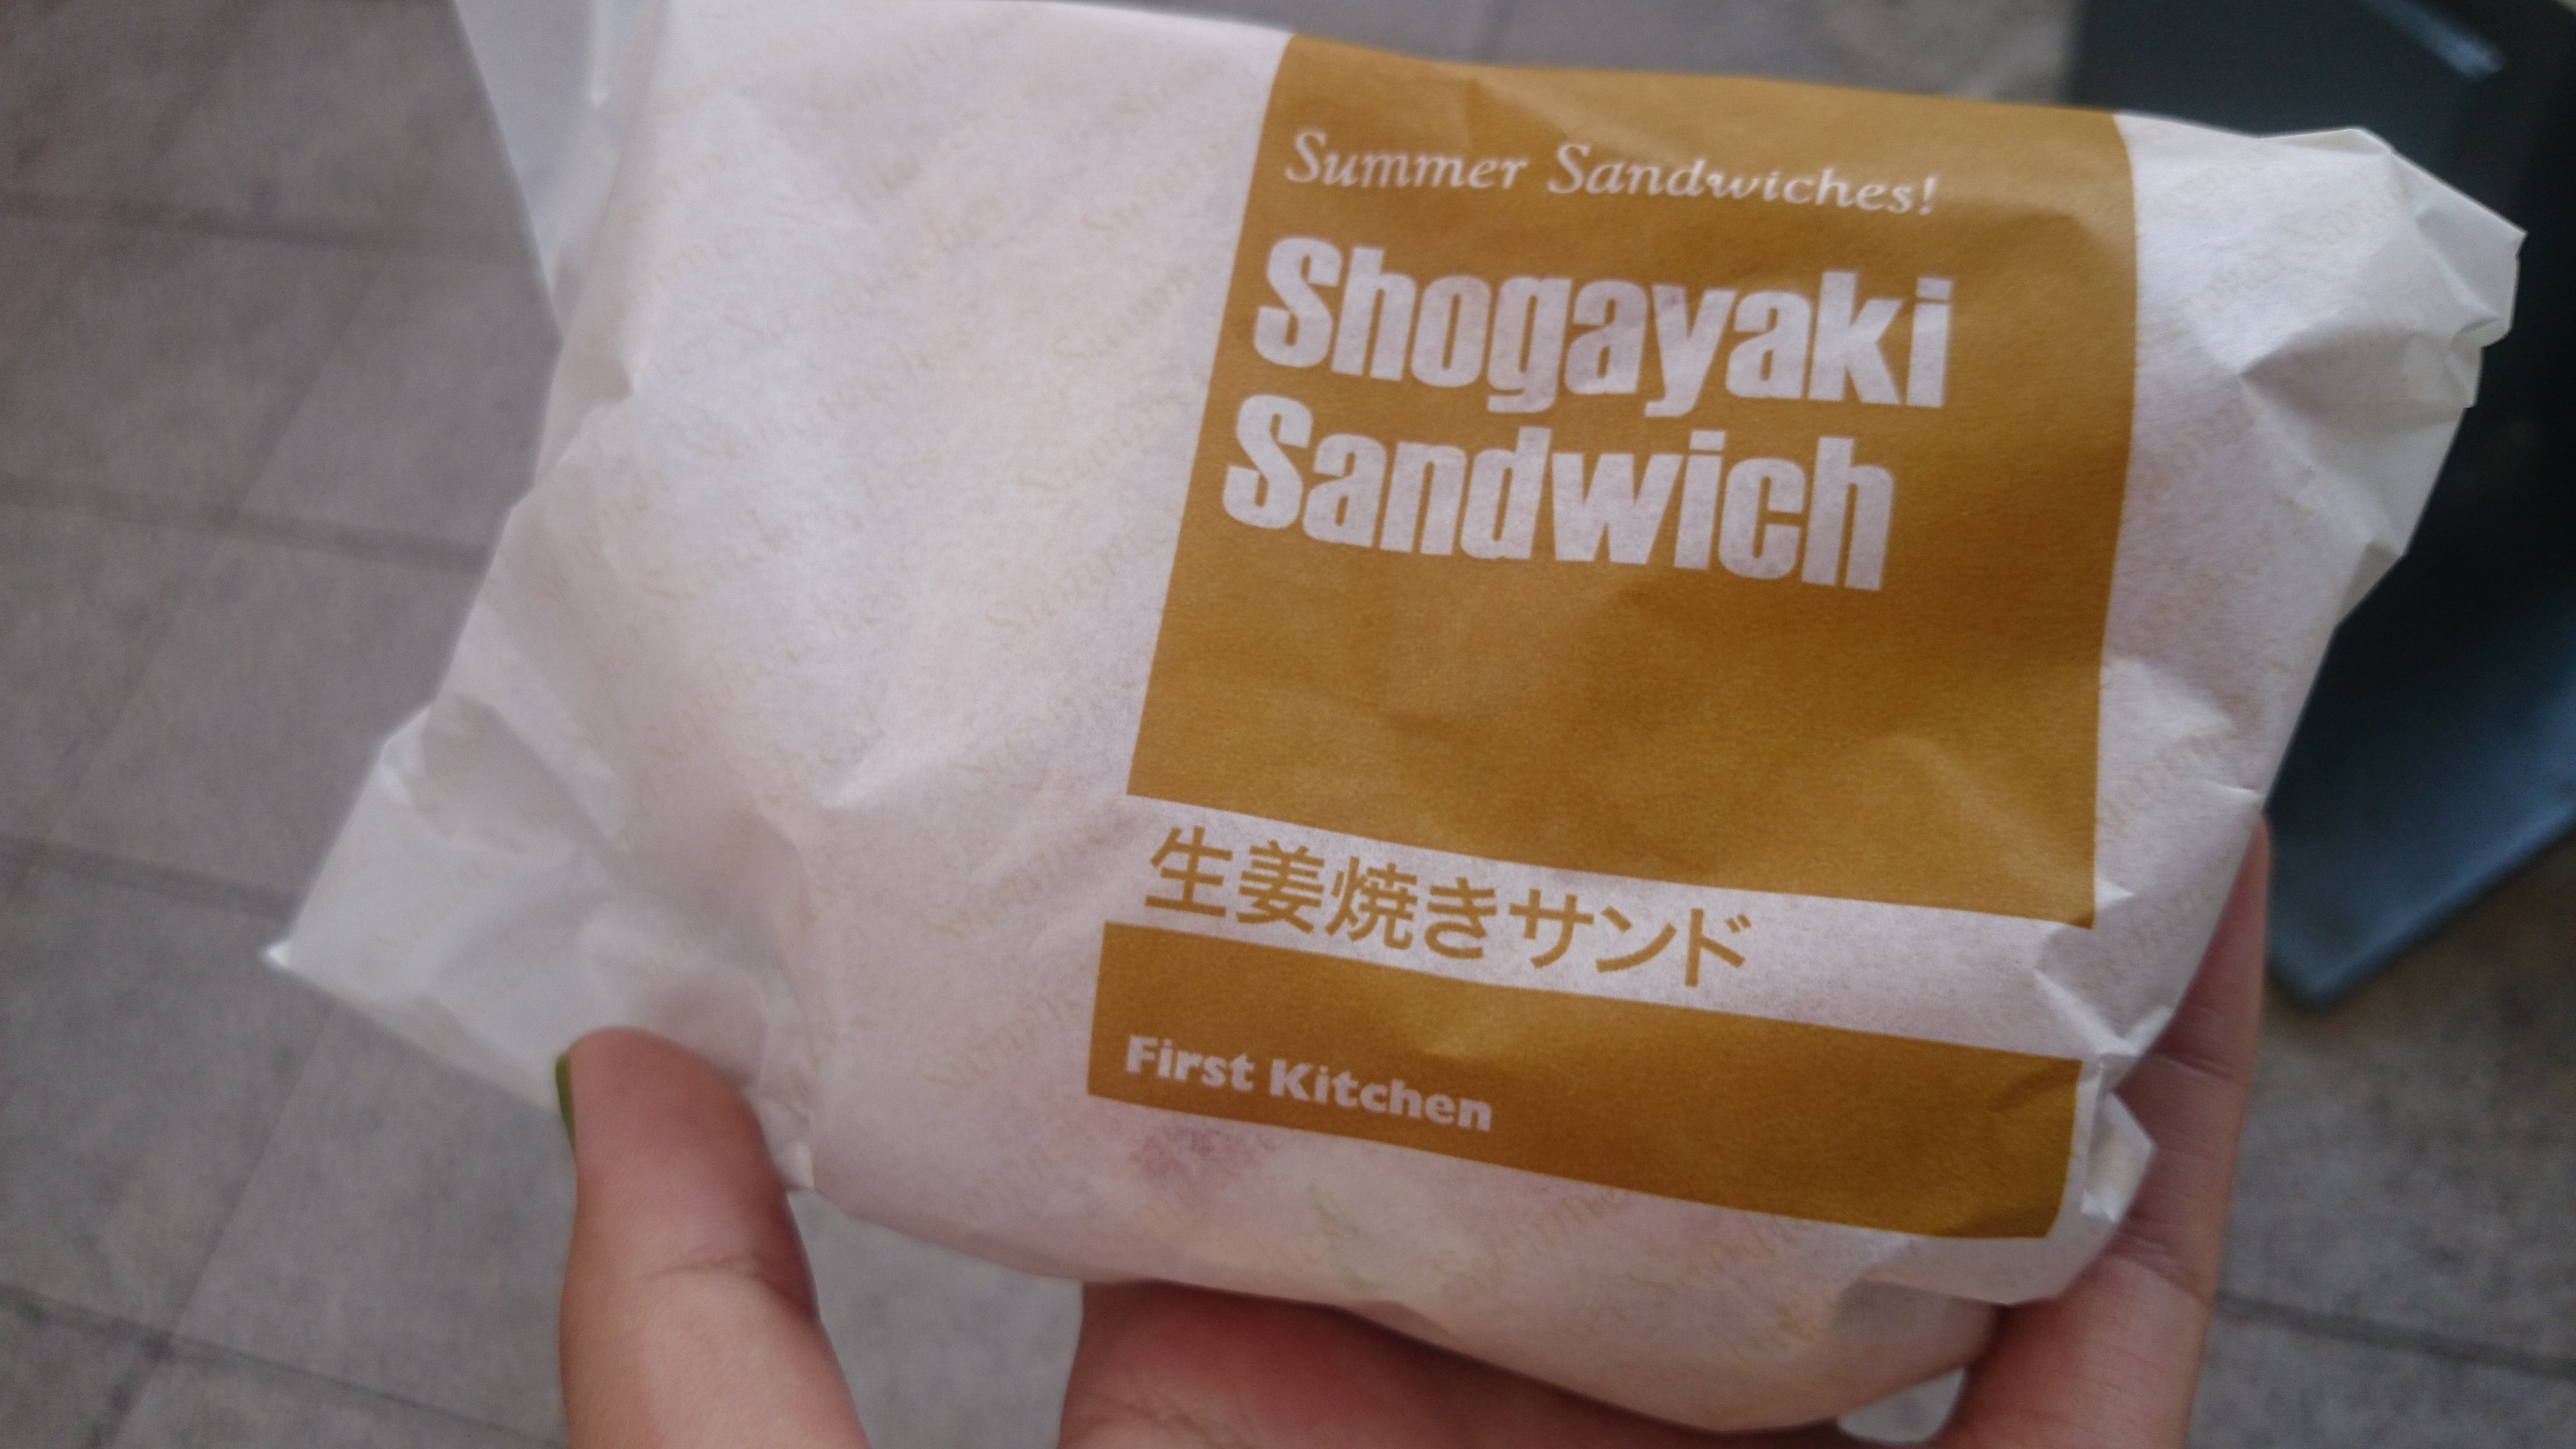 Summer Sandwiches!
Shogayaki
Sandwich
生姜焼きサンド
First Kitchen